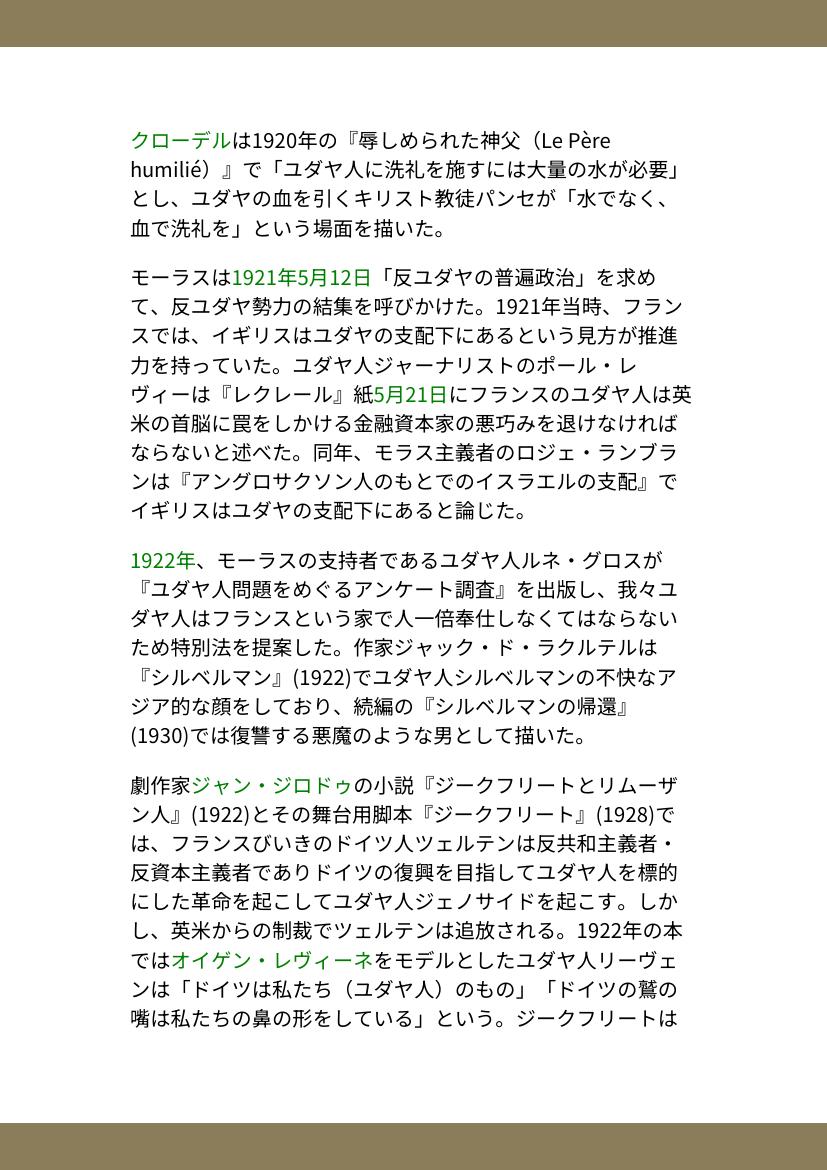 クローデルは1920年の『辱しめられた神父（Le Père
humilié）』で「ユダヤ人に洗礼を施すには大量の水が必要」
とし、ユダヤの血を引くキリスト教徒パンセが「水でなく、
血で洗礼を」という場面を描いた。
モーラスは1921年5月12日「反ユダヤの普遍政治」を求め
て、反ユダヤ勢力の結集を呼びかけた。1921年当時、フラン
スでは、イギリスはユダヤの支配下にあるという見方が推進
力を持っていた。ユダヤ人ジャーナリストのポール・レ
ヴィーは『レクレール』紙5月21日にフランスのユダヤ人は英
米の首脳に罠をしかける金融資本家の悪巧みを退けなければ
ならないと述べた。同年、モラス主義者のロジェ・ランブラ
ンは『アングロサクソン人のもとでのイスラエルの支配』で
イギリスはユダヤの支配下にあると論じた。
1922年、モーラスの支持者であるユダヤ人ルネ・グロスが
『ユダヤ人問題をめぐるアンケート調査』を出版し、我々ユ
ダヤ人はフランスという家で人一倍奉仕しなくてはならない
ため特別法を提案した。作家ジャック・ド・ラクルテルは
『シルベルマン』(1922)でユダヤ人シルベルマンの不快なア
ジア的な顔をしており、続編の『シルベルマンの帰還』
(1930)では復讐する悪魔のような男として描いた。
劇作家ジャン・ジロドゥの小説『ジークフリートとリムーザ
ン人』(1922)とその舞台用脚本『ジークフリート』(1928)で
は、フランスびいきのドイツ人ツェルテンは反共和主義者・
反資本主義者でありドイツの復興を目指してユダヤ人を標的
にした革命を起こしてユダヤ人ジェノサイドを起こす。しか
し、英米からの制裁でツェルテンは追放される。1922年の本
ではオイゲン・レヴィーネをモデルとしたユダヤ人リーヴェ
ンは「ドイツは私たち（ユダヤ人）のもの」「ドイツの鷲の
嘴は私たちの鼻の形をしている」という。ジークフリートは